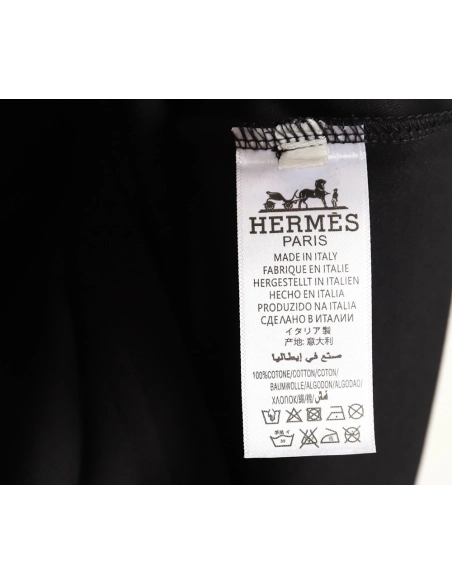 HERMÈS
PARIS
MADE IN ITALY
FABRIQUE EN ITALIE
HERGESTELLT IN ITALIEN
HECHO EN ITALIA
PRODUZIDO NA ITALIA
СДЕЛАНО В ИТАЛИИ
イタリア製
产地:意大利
صنع في إيطاليا
100%COTONE/COTTON/COTON/
BAUMWOLLE/ALGODON/ALGODAO/
ХЛОПОК/綿/棉/قماش